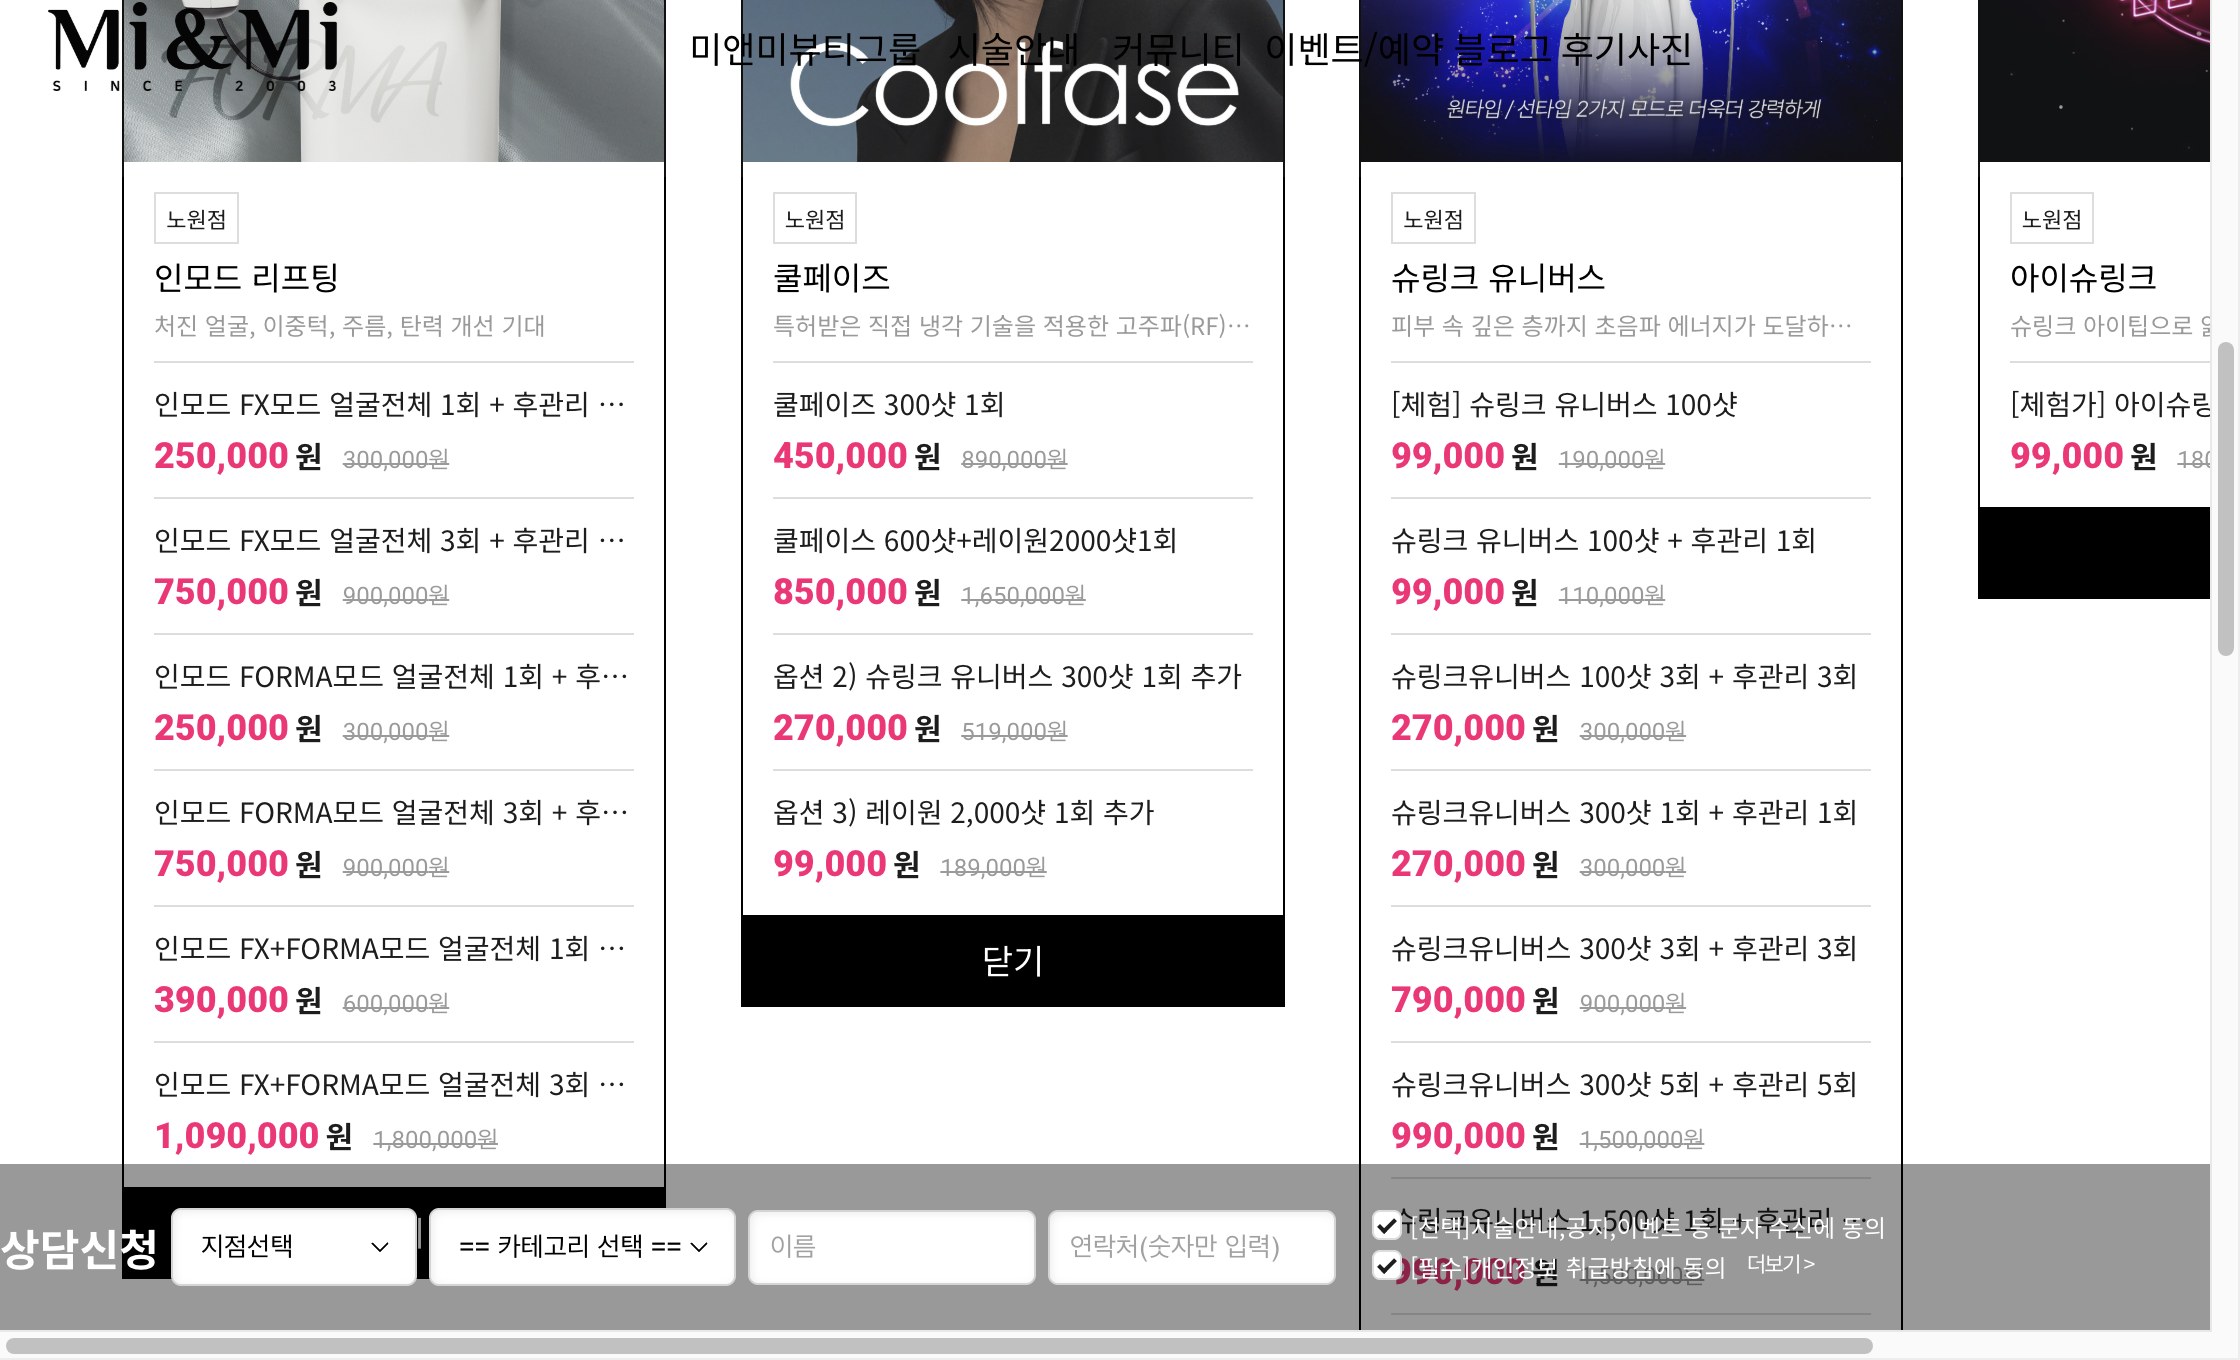 Mi&Mi
SINCE 2003
미앤미뷰티그룹 시술안내 커뮤니티 이벤트/예약 블로그 후기사진
FORMA
Coolfase
원타입 / 선타입 2가지 모드로 더욱더 강력하게
노원점
인모드 리프팅
처진 얼굴, 이중턱, 주름, 탄력 개선 기대
인모드 FX모드 얼굴전체 1회 + 후관리 …
250,000 원 300,000원
인모드 FX모드 얼굴전체 3회 + 후관리 …
750,000 원 900,000원
인모드 FORMA모드 얼굴전체 1회 + 후…
250,000 원 300,000원
인모드 FORMA모드 얼굴전체 3회 + 후…
750,000 원 900,000원
인모드 FX+FORMA모드 얼굴전체 1회 …
390,000 원 600,000원
인모드 FX+FORMA모드 얼굴전체 3회 …
1,090,000 원 1,800,000원
노원점
쿨페이즈
특허받은 직접 냉각 기술을 적용한 고주파(RF)…
쿨페이즈 300샷 1회
450,000 원 890,000원
쿨페이스 600샷+레이원2000샷1회
850,000 원 1,650,000원
옵션 2) 슈링크 유니버스 300샷 1회 추가
270,000 원 519,000원
옵션 3) 레이원 2,000샷 1회 추가
99,000 원 189,000원
닫기
노원점
슈링크 유니버스
피부 속 깊은 층까지 초음파 에너지가 도달하…
[체험] 슈링크 유니버스 100샷
99,000 원 190,000원
슈링크 유니버스 100샷 + 후관리 1회
99,000 원 110,000원
슈링크유니버스 100샷 3회 + 후관리 3회
270,000 원 300,000원
슈링크유니버스 300샷 1회 + 후관리 1회
270,000 원 300,000원
슈링크유니버스 300샷 3회 + 후관리 3회
790,000 원 900,000원
슈링크유니버스 300샷 5회 + 후관리 5회
990,000 원 1,500,000원
슈링크유니버스 1,500샷 1회 + 후관리 …
990,000 원
노원점
아이슈링크
슈링크 아이팁으로
[체험가] 아이슈링
99,000 원 180
상담신청
지점선택
== 카테고리 선택 ==
이름
연락처(숫자만 입력)
[선택]시술안내,공지,이벤트 등 문자 수신에 동의
[필수]개인정보 취급방침에 동의 더보기 >